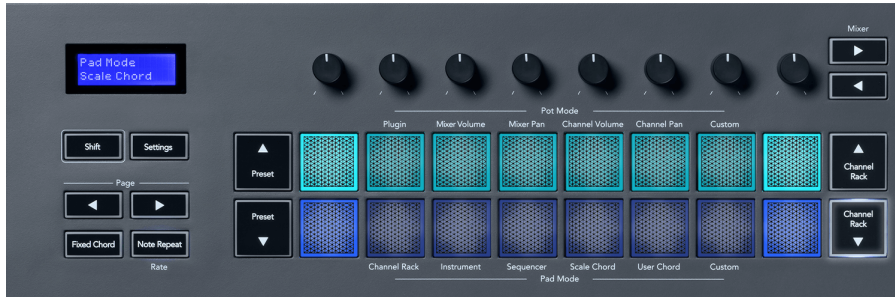 Mixer
Pad Mode
Scale Chord
Pot Mode
Plugin Mixer Volume Mixer Pan Channel Volume Channel Pan Custom
Shift Settings
Preset
Channel
Rack
Page
Preset
Channel
Rack
Fixed Chord Note Repeat
Rate
Channel Rack Instrument Sequencer Scale Chord User Chord Custom
Pad Mode